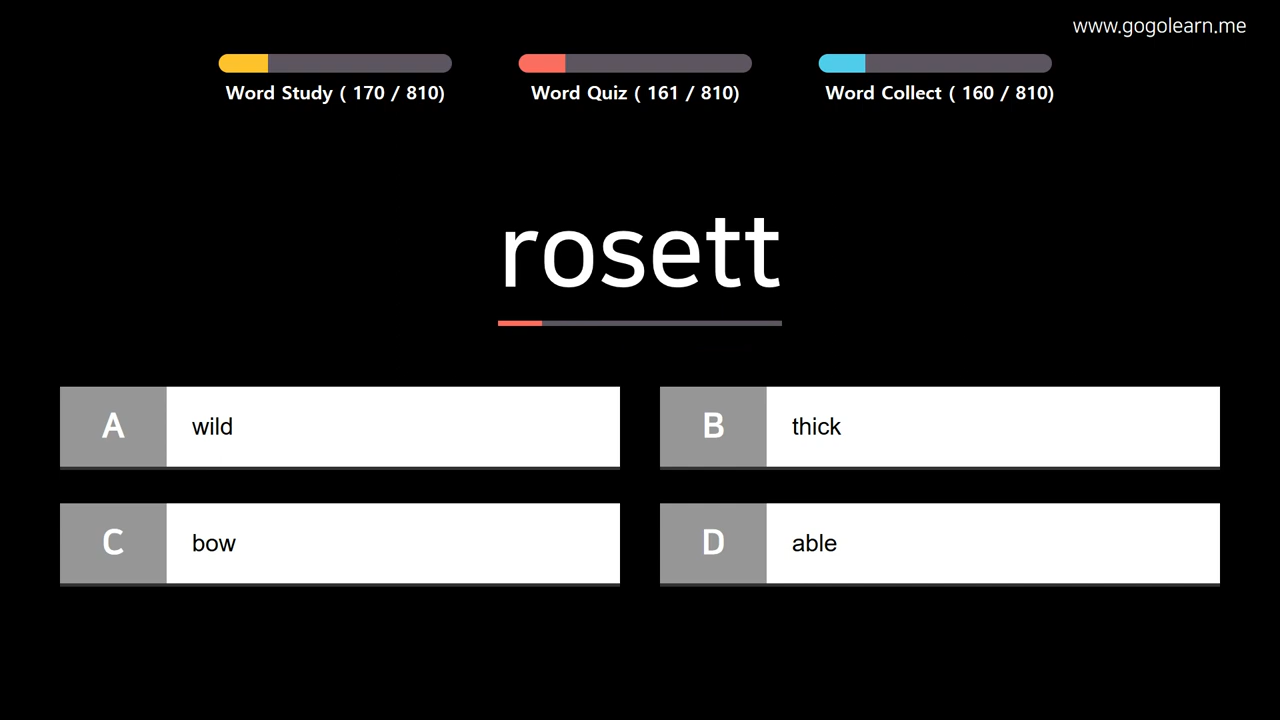 www.gogolearn.me
Word Study ( 170 / 810)
Word Quiz ( 161 / 810)
Word Collect ( 160 / 810)
rosett
A wild
B thick
C bow
D able